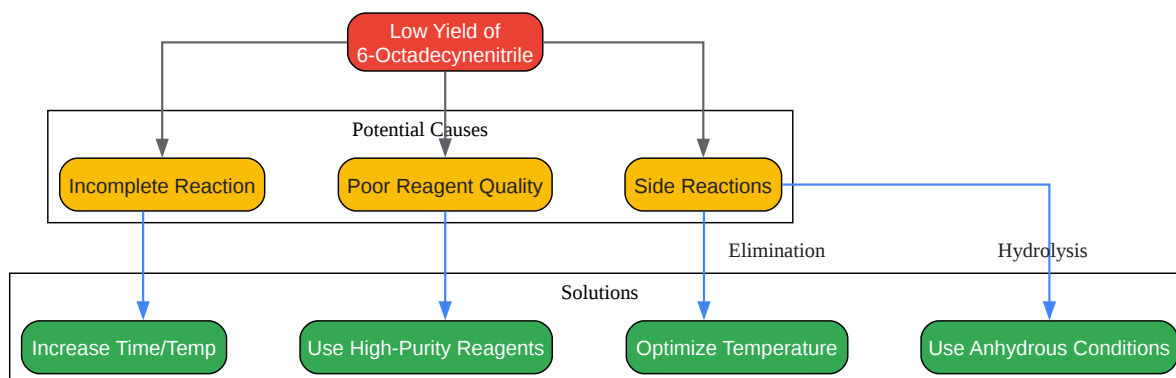 Low Yield of
6-Octadecynenitrile
Potential Causes
Incomplete Reaction
Poor Reagent Quality
Side Reactions
Elimination
Hydrolysis
Solutions
Increase Time/Temp
Use High-Purity Reagents
Optimize Temperature
Use Anhydrous Conditions